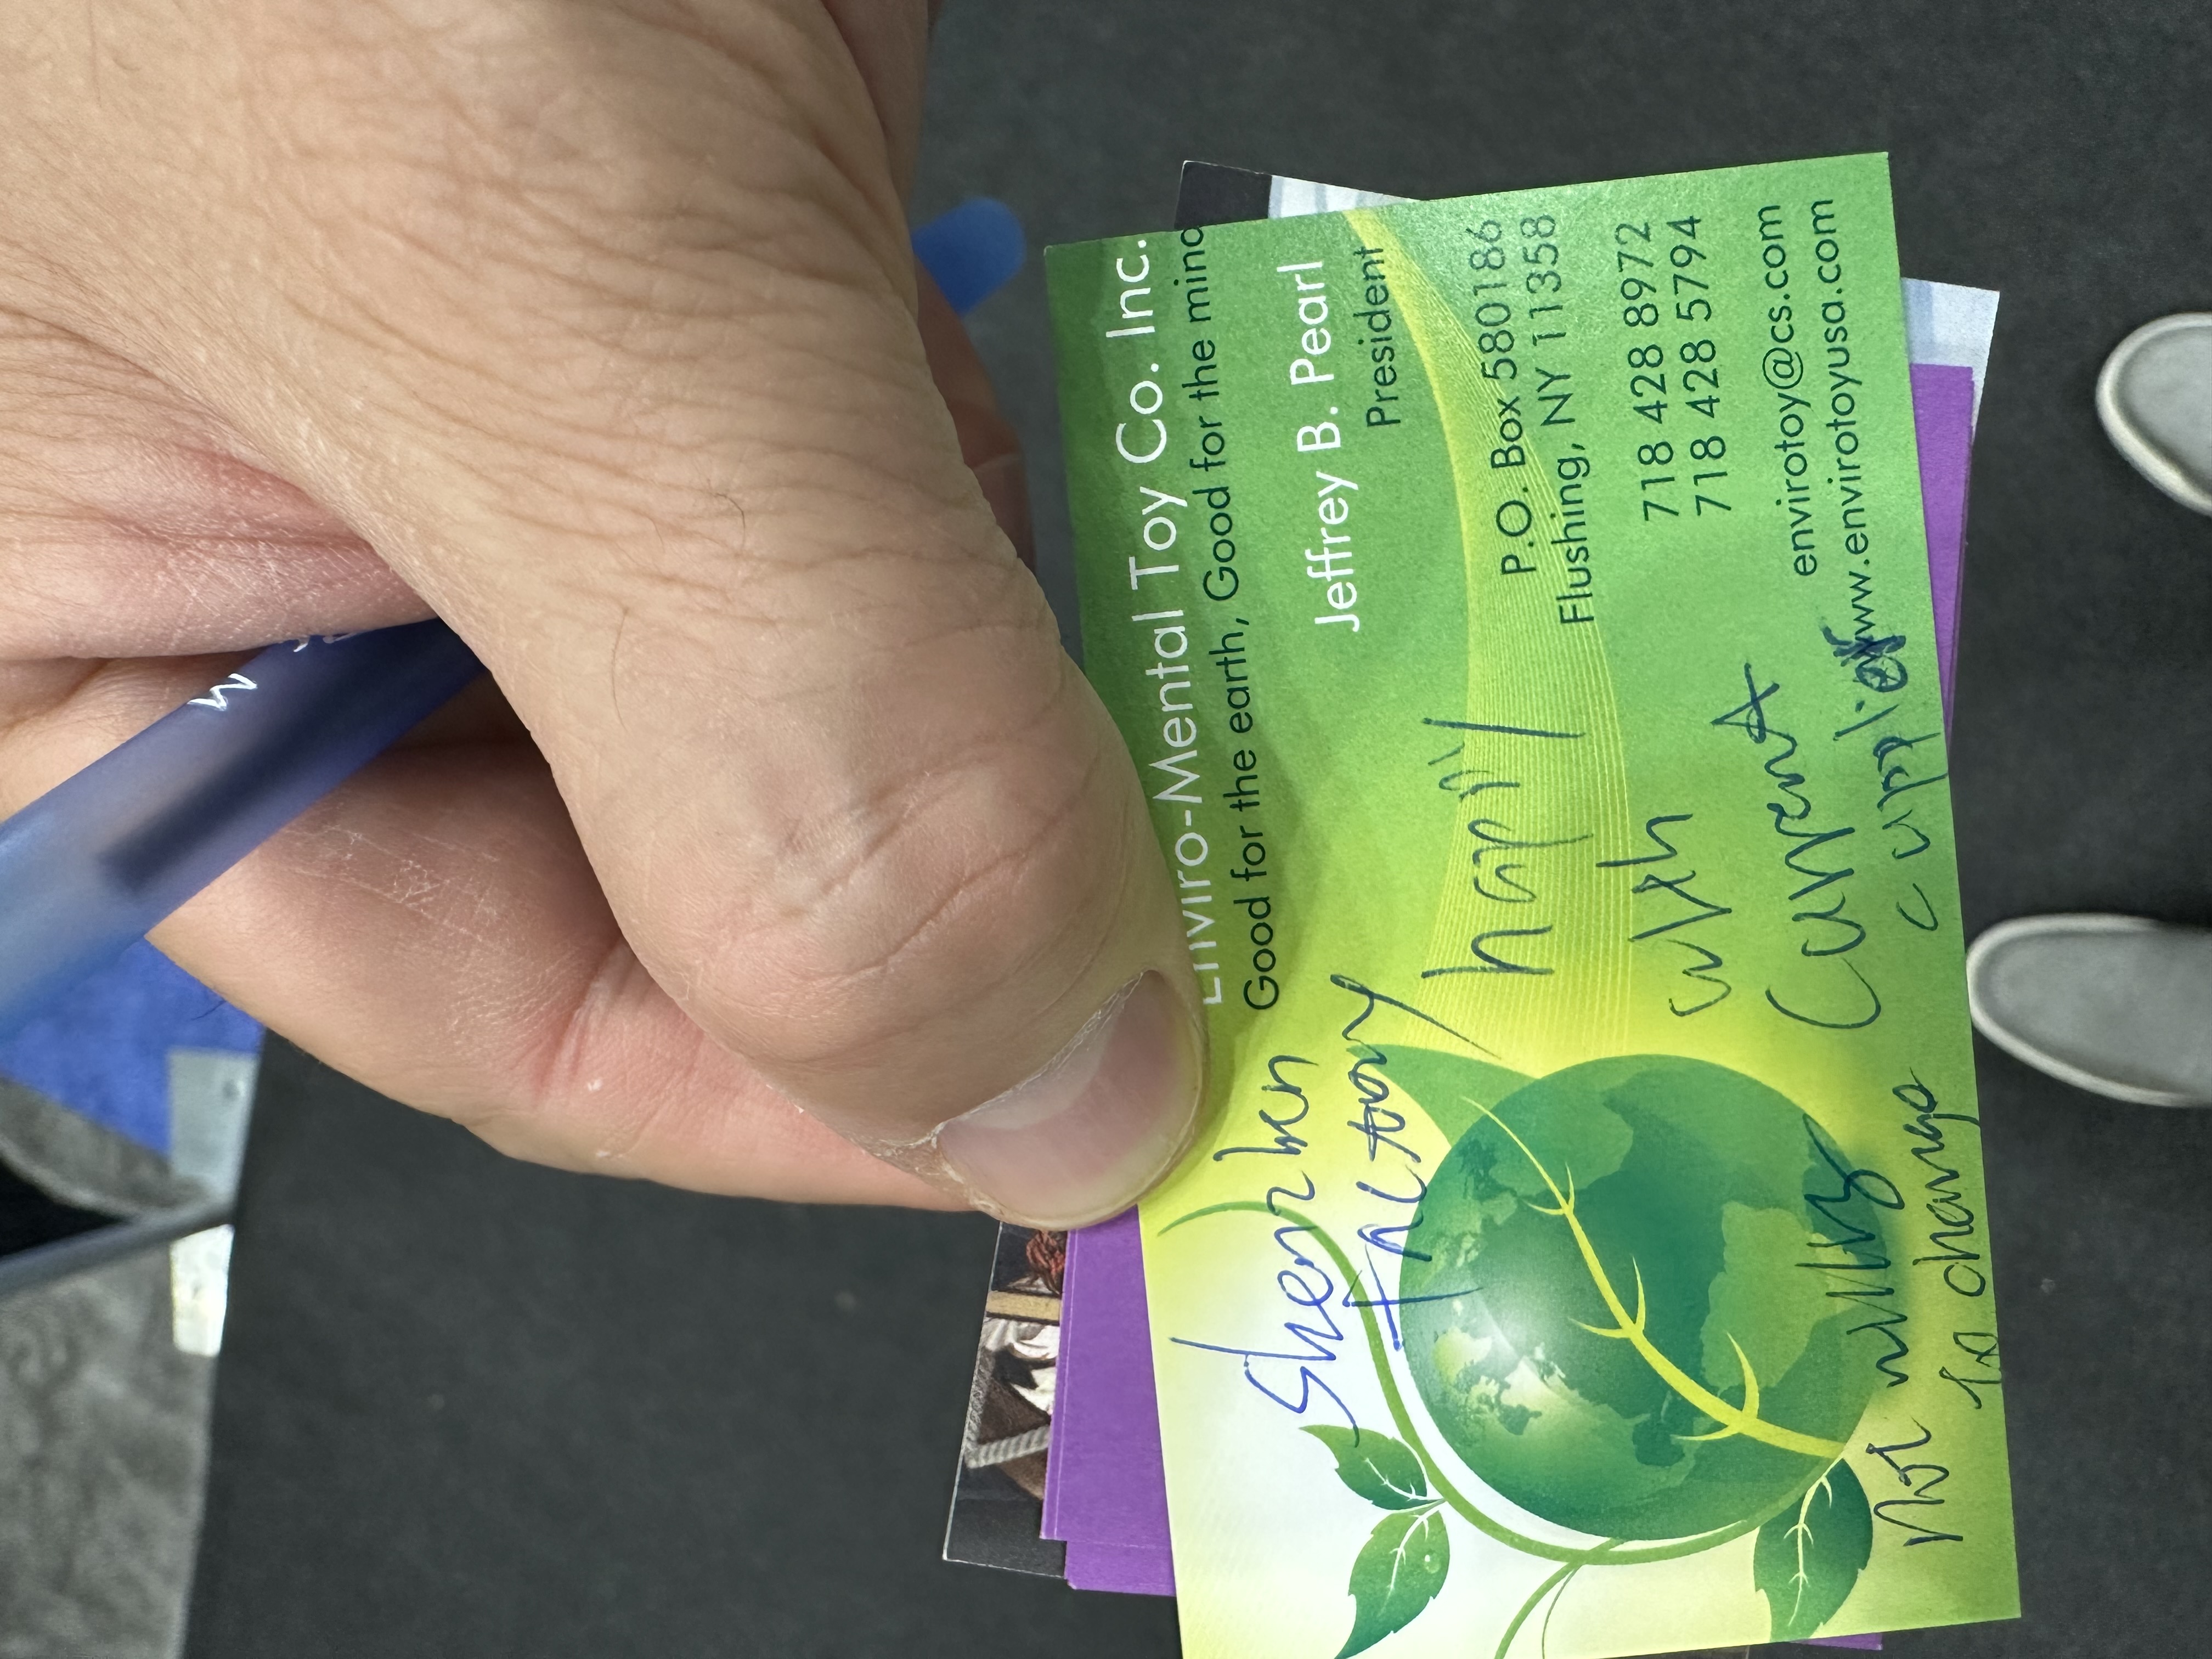 Enviro-Mental Toy Co. Inc.
Good for the earth, Good for the mind
Jeffrey B. Pearl
President
P.O. Box 580186
Flushing, NY 11358
718 428 8972
718 428 5794
envirotoy@cs.com
www.envirotoyusa.com
Shenzhen
Factory
happy
with
Current
supplier
not willing
to change